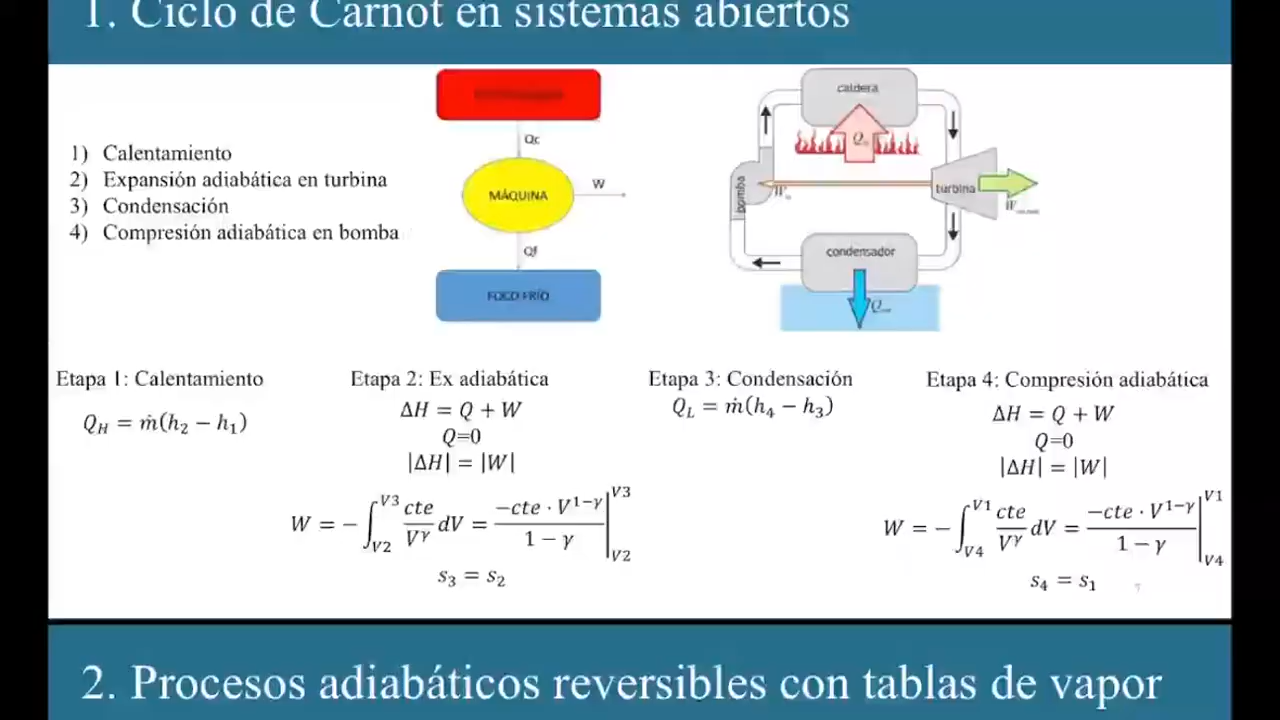 1. Ciclo de Carnot en sistemas abiertos
1) Calentamiento
2) Expansión adiabática en turbina
3) Condensación
4) Compresión adiabática en bomba
Qc
MÁQUINA
W
Qf
FOCO FRÍO
caldera
bomba
turbina
condensador
Etapa 1: Calentamiento
Q_H = ṁ(h_2 − h_1)
Etapa 2: Ex adiabática
ΔH = Q + W
Q=0
|ΔH| = |W|
W = −∫_{V2}^{V3} cte/V^γ dV = (−cte · V^{1−γ})/(1 − γ) |_{V2}^{V3}
s_3 = s_2
Etapa 3: Condensación
Q_L = ṁ(h_4 − h_3)
Etapa 4: Compresión adiabática
ΔH = Q + W
Q=0
|ΔH| = |W|
W = −∫_{V4}^{V1} cte/V^γ dV = (−cte · V^{1−γ})/(1 − γ) |_{V4}^{V1}
s_4 = s_1
2. Procesos adiabáticos reversibles con tablas de vapor